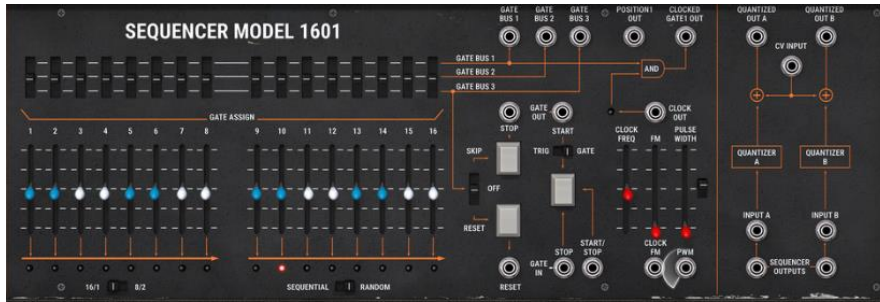 SEQUENCER MODEL 1601
GATE BUS 1
GATE BUS 2
GATE BUS 3
POSITION1 OUT
CLOCKED GATE1 OUT
QUANTIZED OUT A
QUANTIZED OUT B
CV INPUT
GATE BUS 1
GATE BUS 2
GATE BUS 3
AND
GATE ASSIGN
STOP
GATE OUT
START
CLOCK OUT
1 2 3 4 5 6 7 8
9 10 11 12 13 14 15 16
SKIP
OFF
RESET
TRIG
GATE
CLOCK FREQ
FM
PULSE WIDTH
QUANTIZER A
QUANTIZER B
INPUT A
INPUT B
GATE IN
STOP
START/STOP
CLOCK FM
PWM
SEQUENCER OUTPUTS
RESET
16/1
8/2
SEQUENTIAL
RANDOM